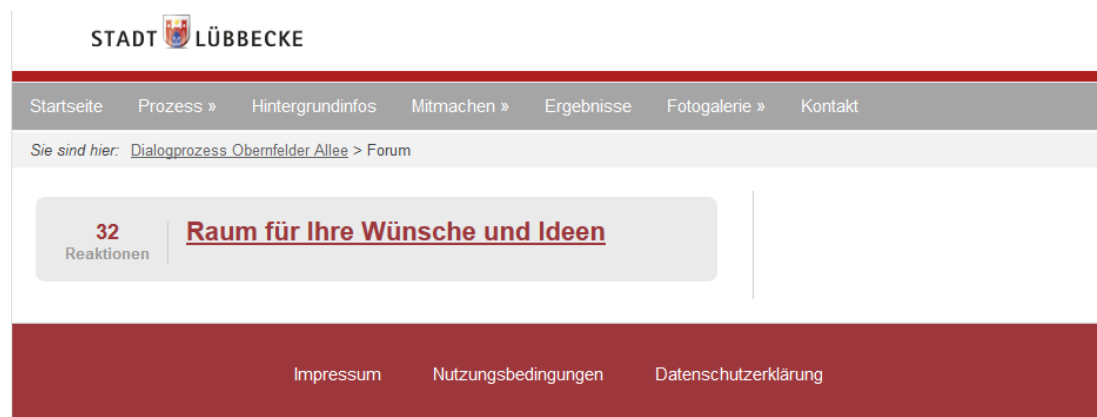 STADT LÜBBECKE
Startseite Prozess » Hintergrundinfos Mitmachen » Ergebnisse Fotogalerie » Kontakt
Sie sind hier: Dialogprozess Obernfelder Allee > Forum
32 Raum für Ihre Wünsche und Ideen
Reaktionen
Impressum Nutzungsbedingungen Datenschutzerklärung